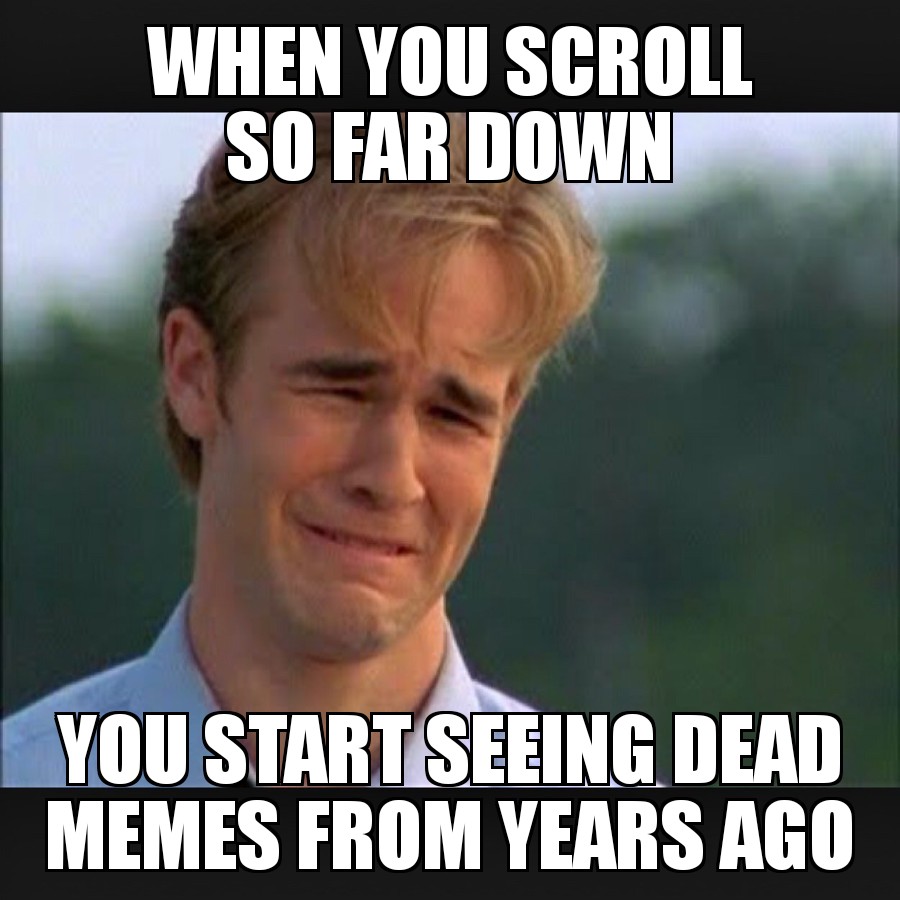 WHEN YOU SCROLL
SO FAR DOWN
YOU START SEEING DEAD
MEMES FROM YEARS AGO